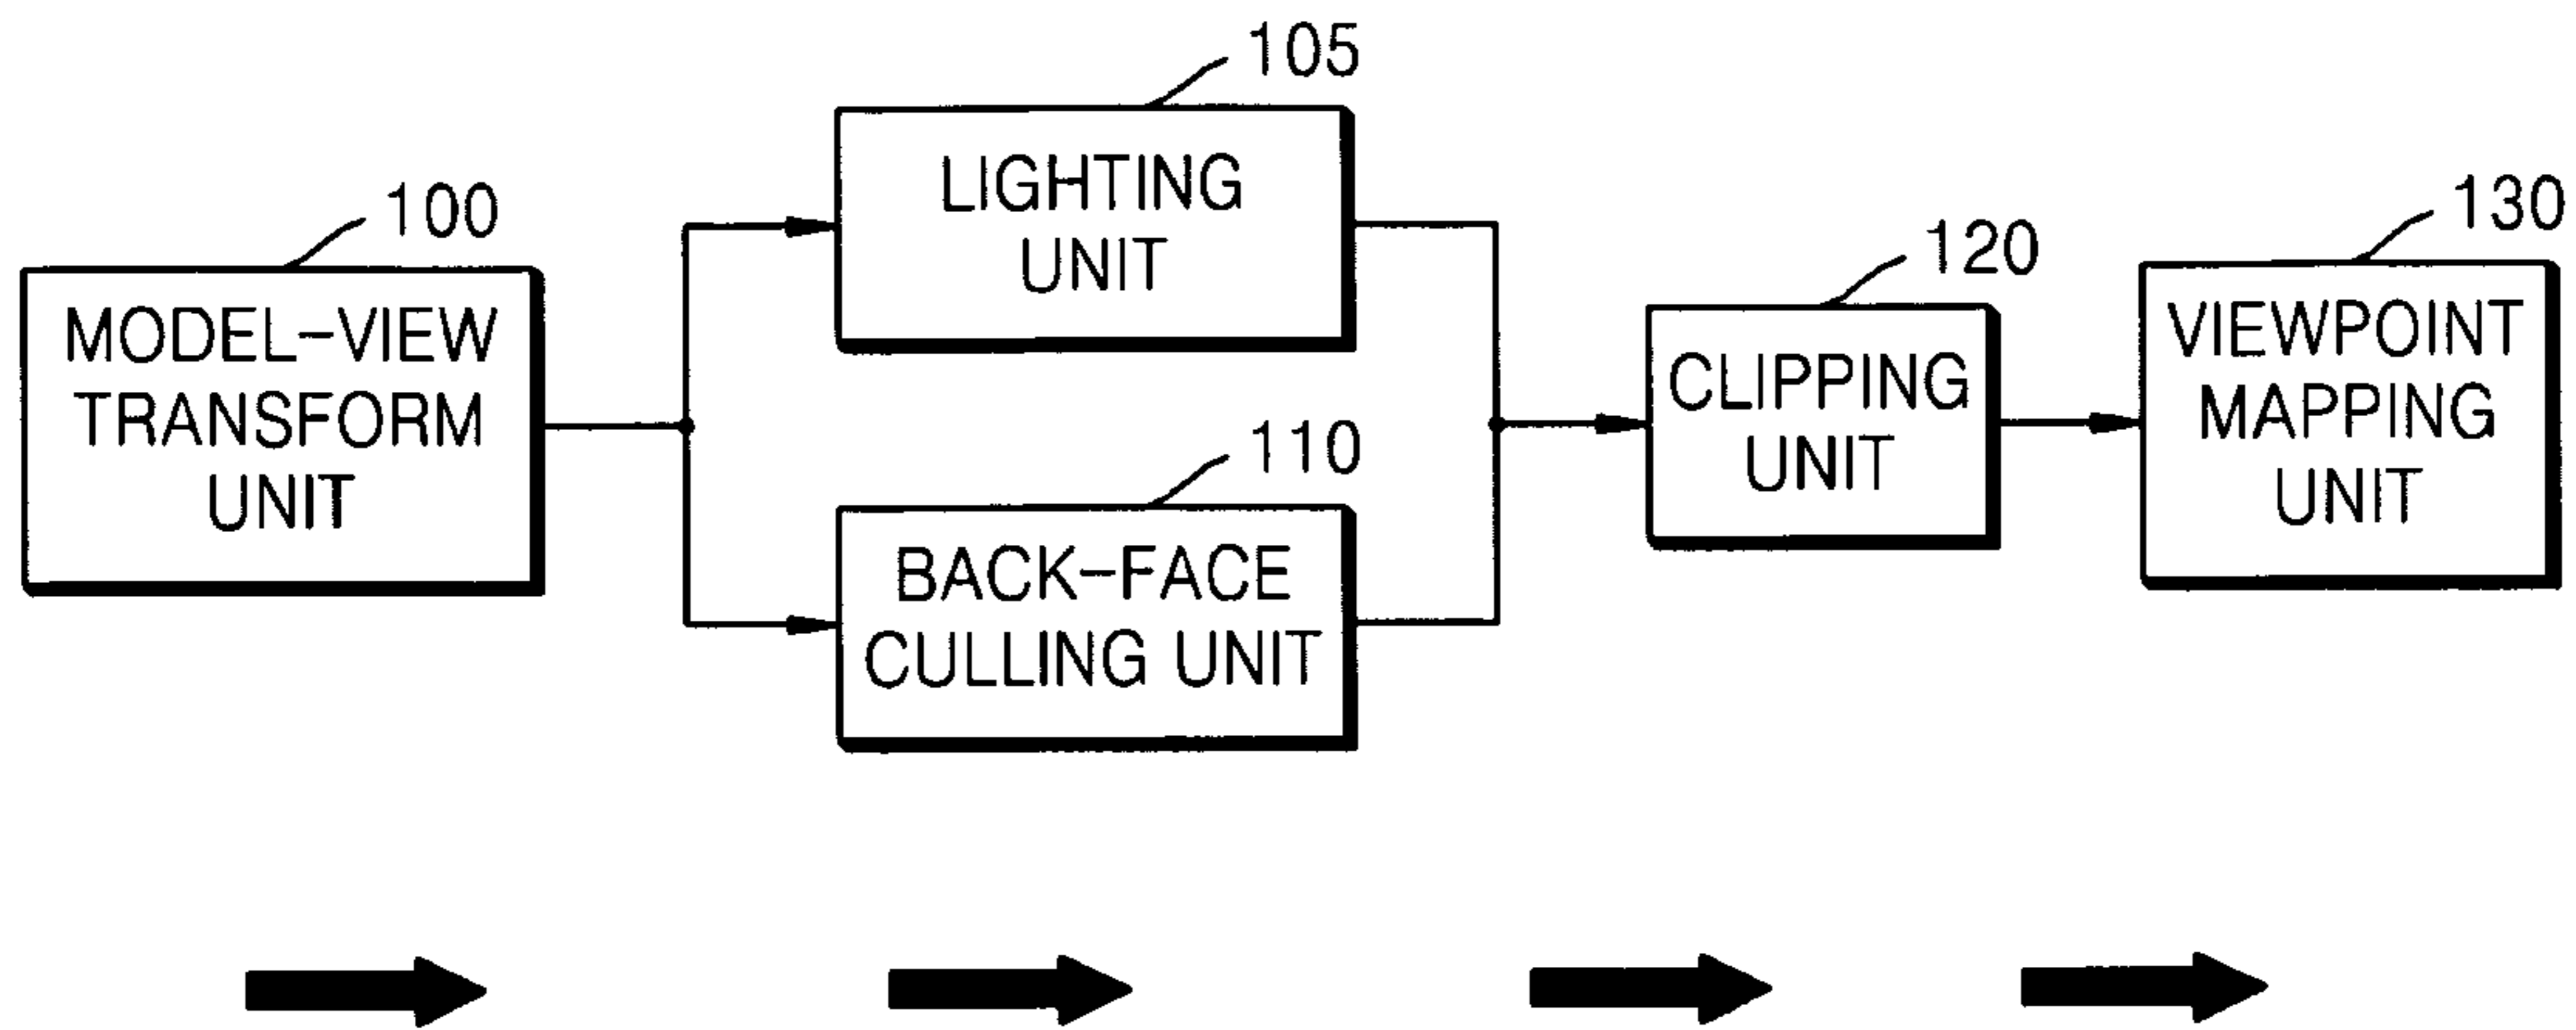 100
MODEL-VIEW
TRANSFORM
UNIT
105
LIGHTING
UNIT
110
BACK-FACE
CULLING UNIT
120
CLIPPING
UNIT
130
VIEWPOINT
MAPPING
UNIT